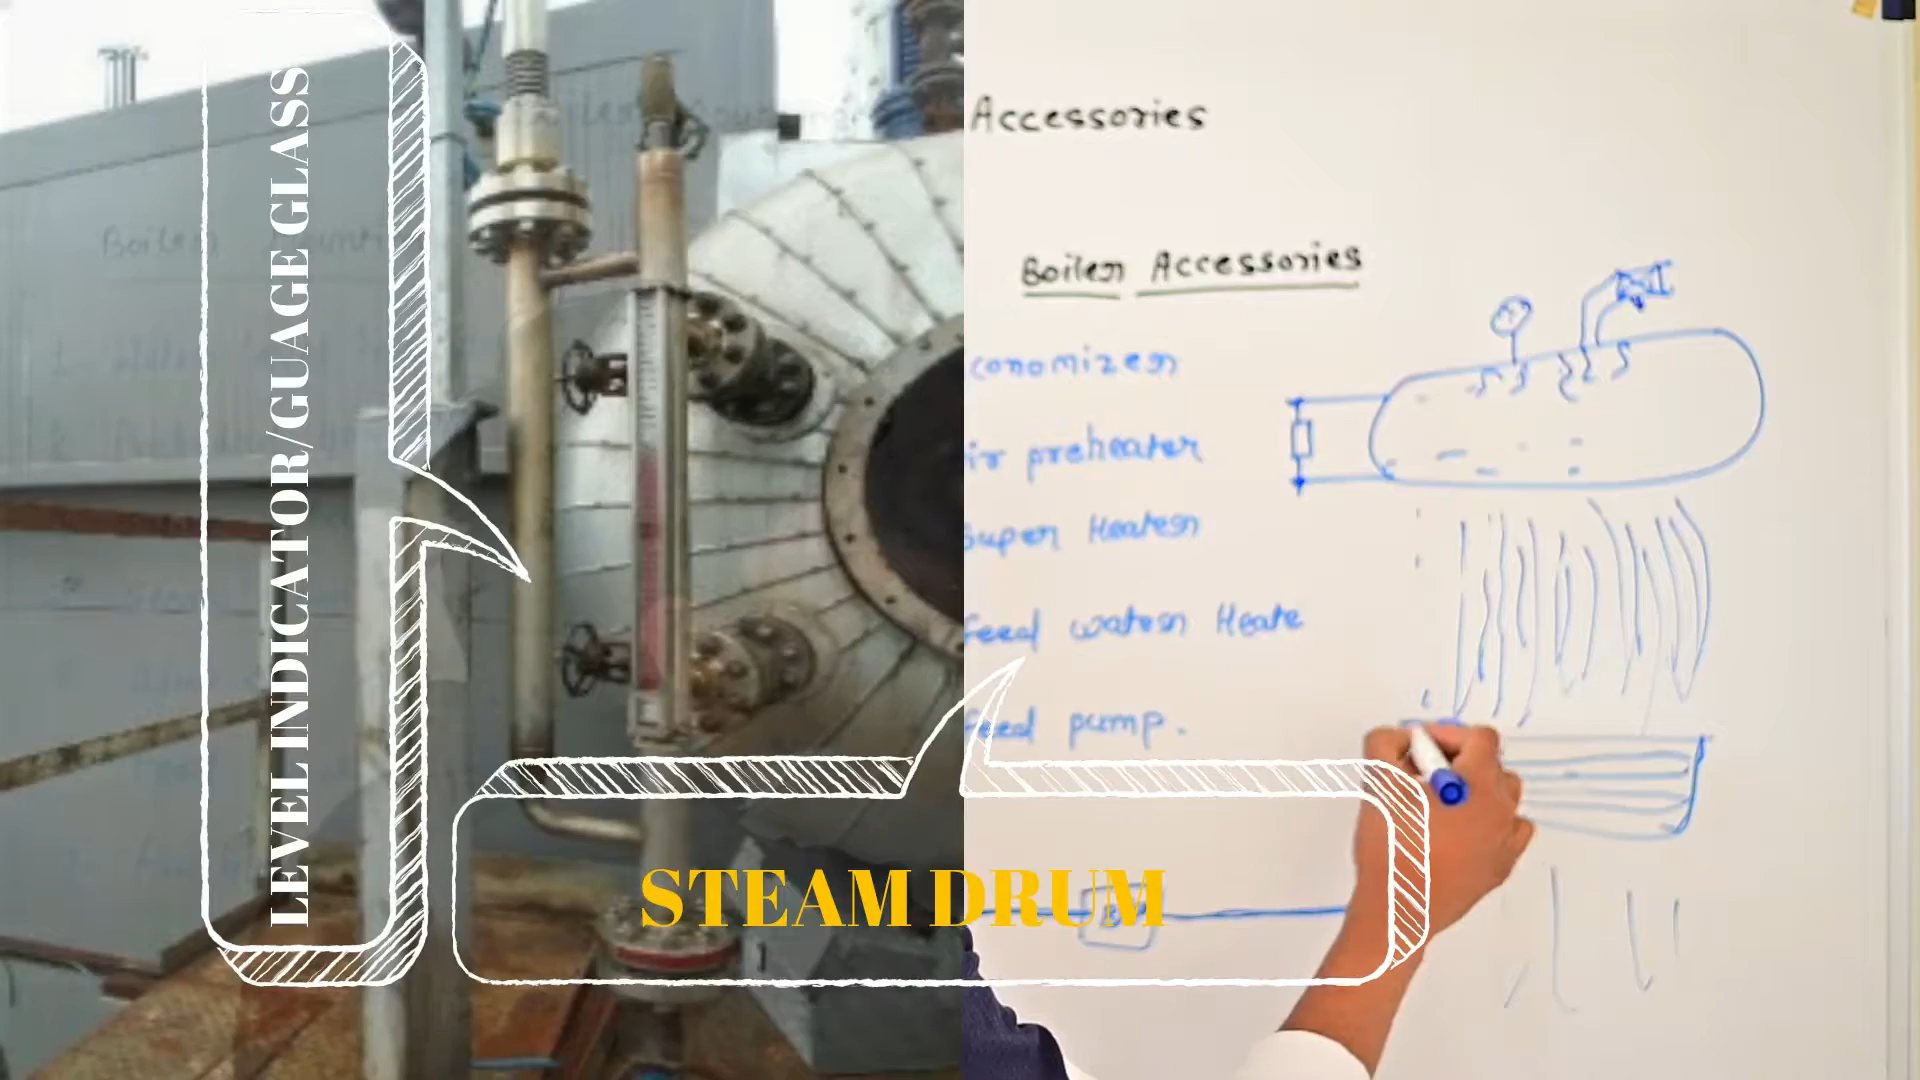 LEVEL INDICATOR/GUAGE GLASS
Accessories
Boiler
Boiler Accessories
conomizer
ir preheater
Super Heater
feed water Heate
feed pump.
STEAM DRUM